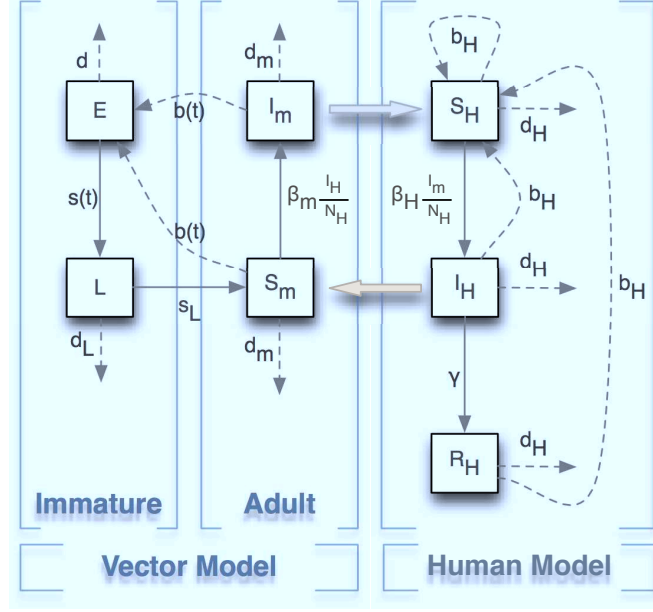 d
d_m
b_H
E
b(t)
I_m
S_H
d_H
s(t)
b(t)
β_m I_H/N_H
β_H I_m/N_H
b_H
L
s_L
S_m
I_H
d_H
b_H
d_L
d_m
γ
R_H
d_H
Immature
Adult
Vector Model
Human Model